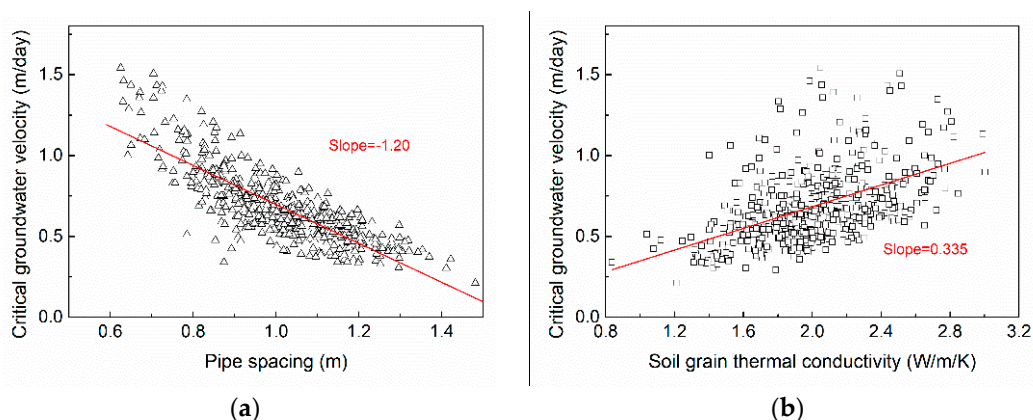 Critical groundwater velocity (m/day)
1.5
1.0
0.5
0.0
Slope=-1.20
0.6 0.8 1.0 1.2 1.4
Pipe spacing (m)
(a)
Critical groundwater velocity (m/day)
1.5
1.0
0.5
0.0
Slope=0.335
0.8 1.2 1.6 2.0 2.4 2.8 3.2
Soil grain thermal conductivity (W/m/K)
(b)